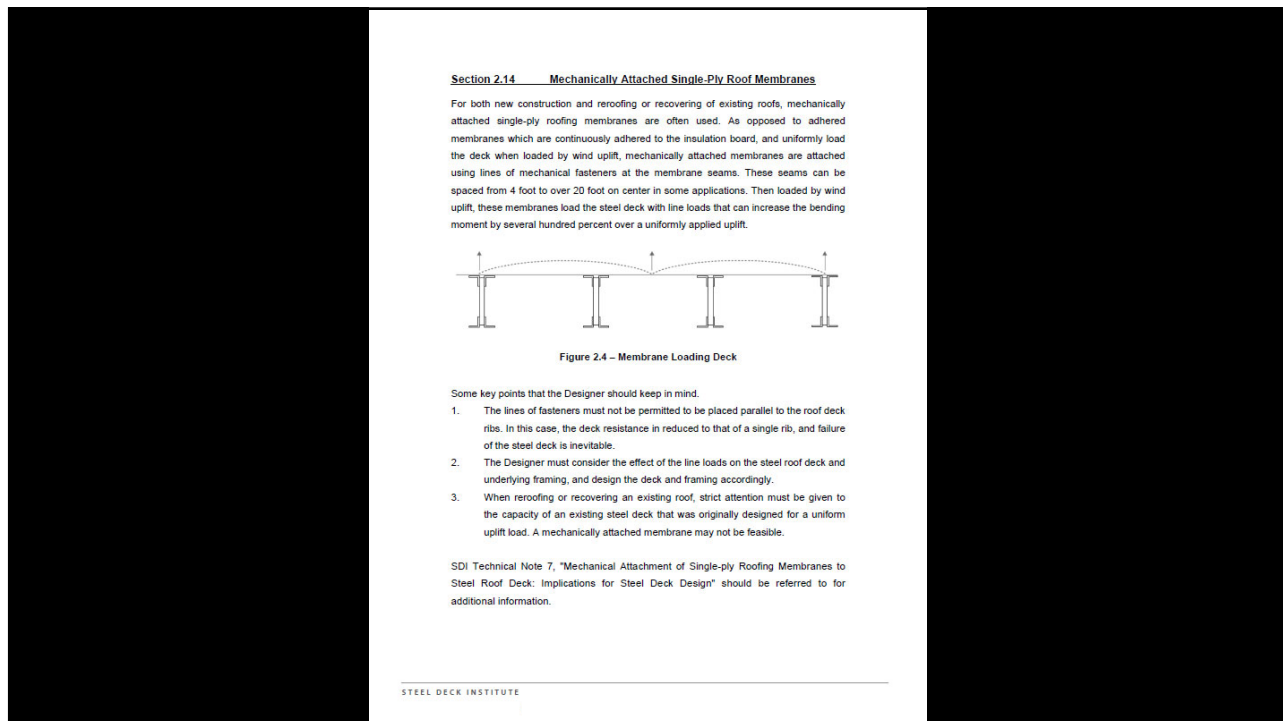 Section 2.14 Mechanically Attached Single-Ply Roof Membranes
For both new construction and reroofing or recovering of existing roofs, mechanically
attached single-ply roofing membranes are often used. As opposed to adhered
membranes which are continuously adhered to the insulation board, and uniformly load
the deck when loaded by wind uplift, mechanically attached membranes are attached
using lines of mechanical fasteners at the membrane seams. These seams can be
spaced from 4 foot to over 20 foot on center in some applications. Then loaded by wind
uplift, these membranes load the steel deck with line loads that can increase the bending
moment by several hundred percent over a uniformly applied uplift.
Figure 2.4 – Membrane Loading Deck
Some key points that the Designer should keep in mind.
1. The lines of fasteners must not be permitted to be placed parallel to the roof deck
ribs. In this case, the deck resistance in reduced to that of a single rib, and failure
of the steel deck is inevitable.
2. The Designer must consider the effect of the line loads on the steel roof deck and
underlying framing, and design the deck and framing accordingly.
3. When reroofing or recovering an existing roof, strict attention must be given to
the capacity of an existing steel deck that was originally designed for a uniform
uplift load. A mechanically attached membrane may not be feasible.
SDI Technical Note 7, "Mechanical Attachment of Single-ply Roofing Membranes to
Steel Roof Deck: Implications for Steel Deck Design" should be referred to for
additional information.
STEEL DECK INSTITUTE